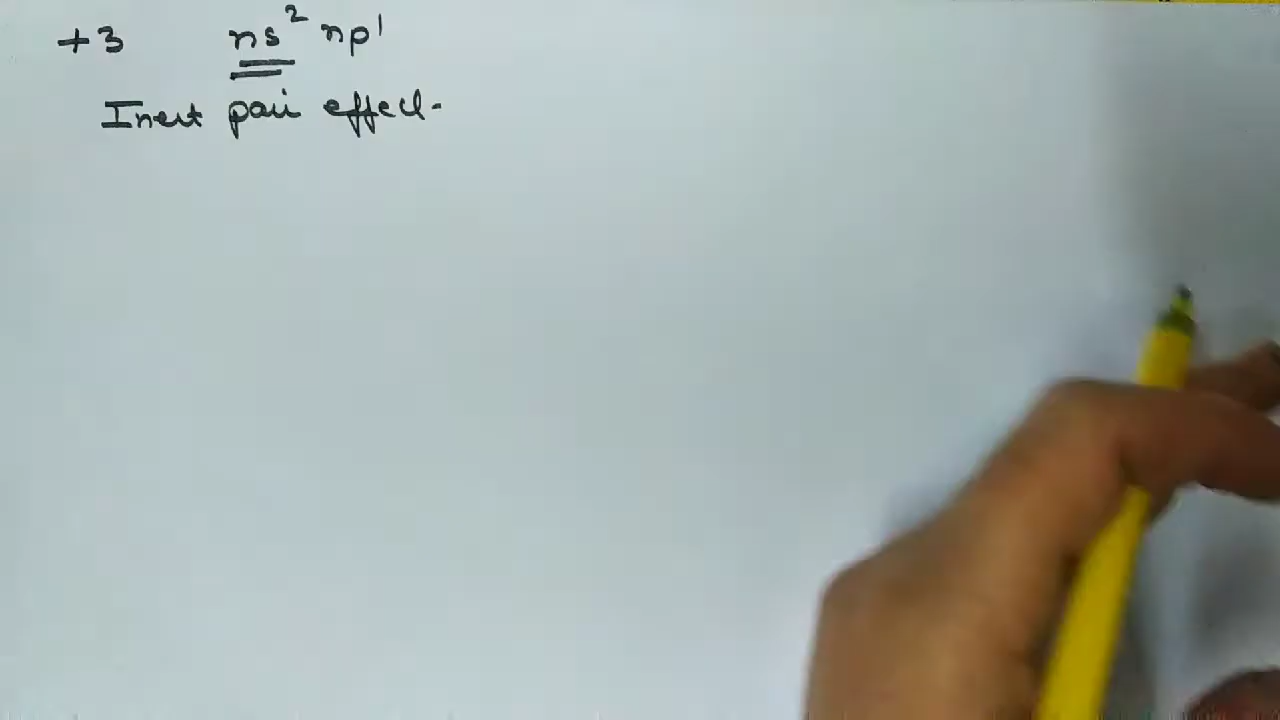 +3 ns² np¹
Inert pair effect.